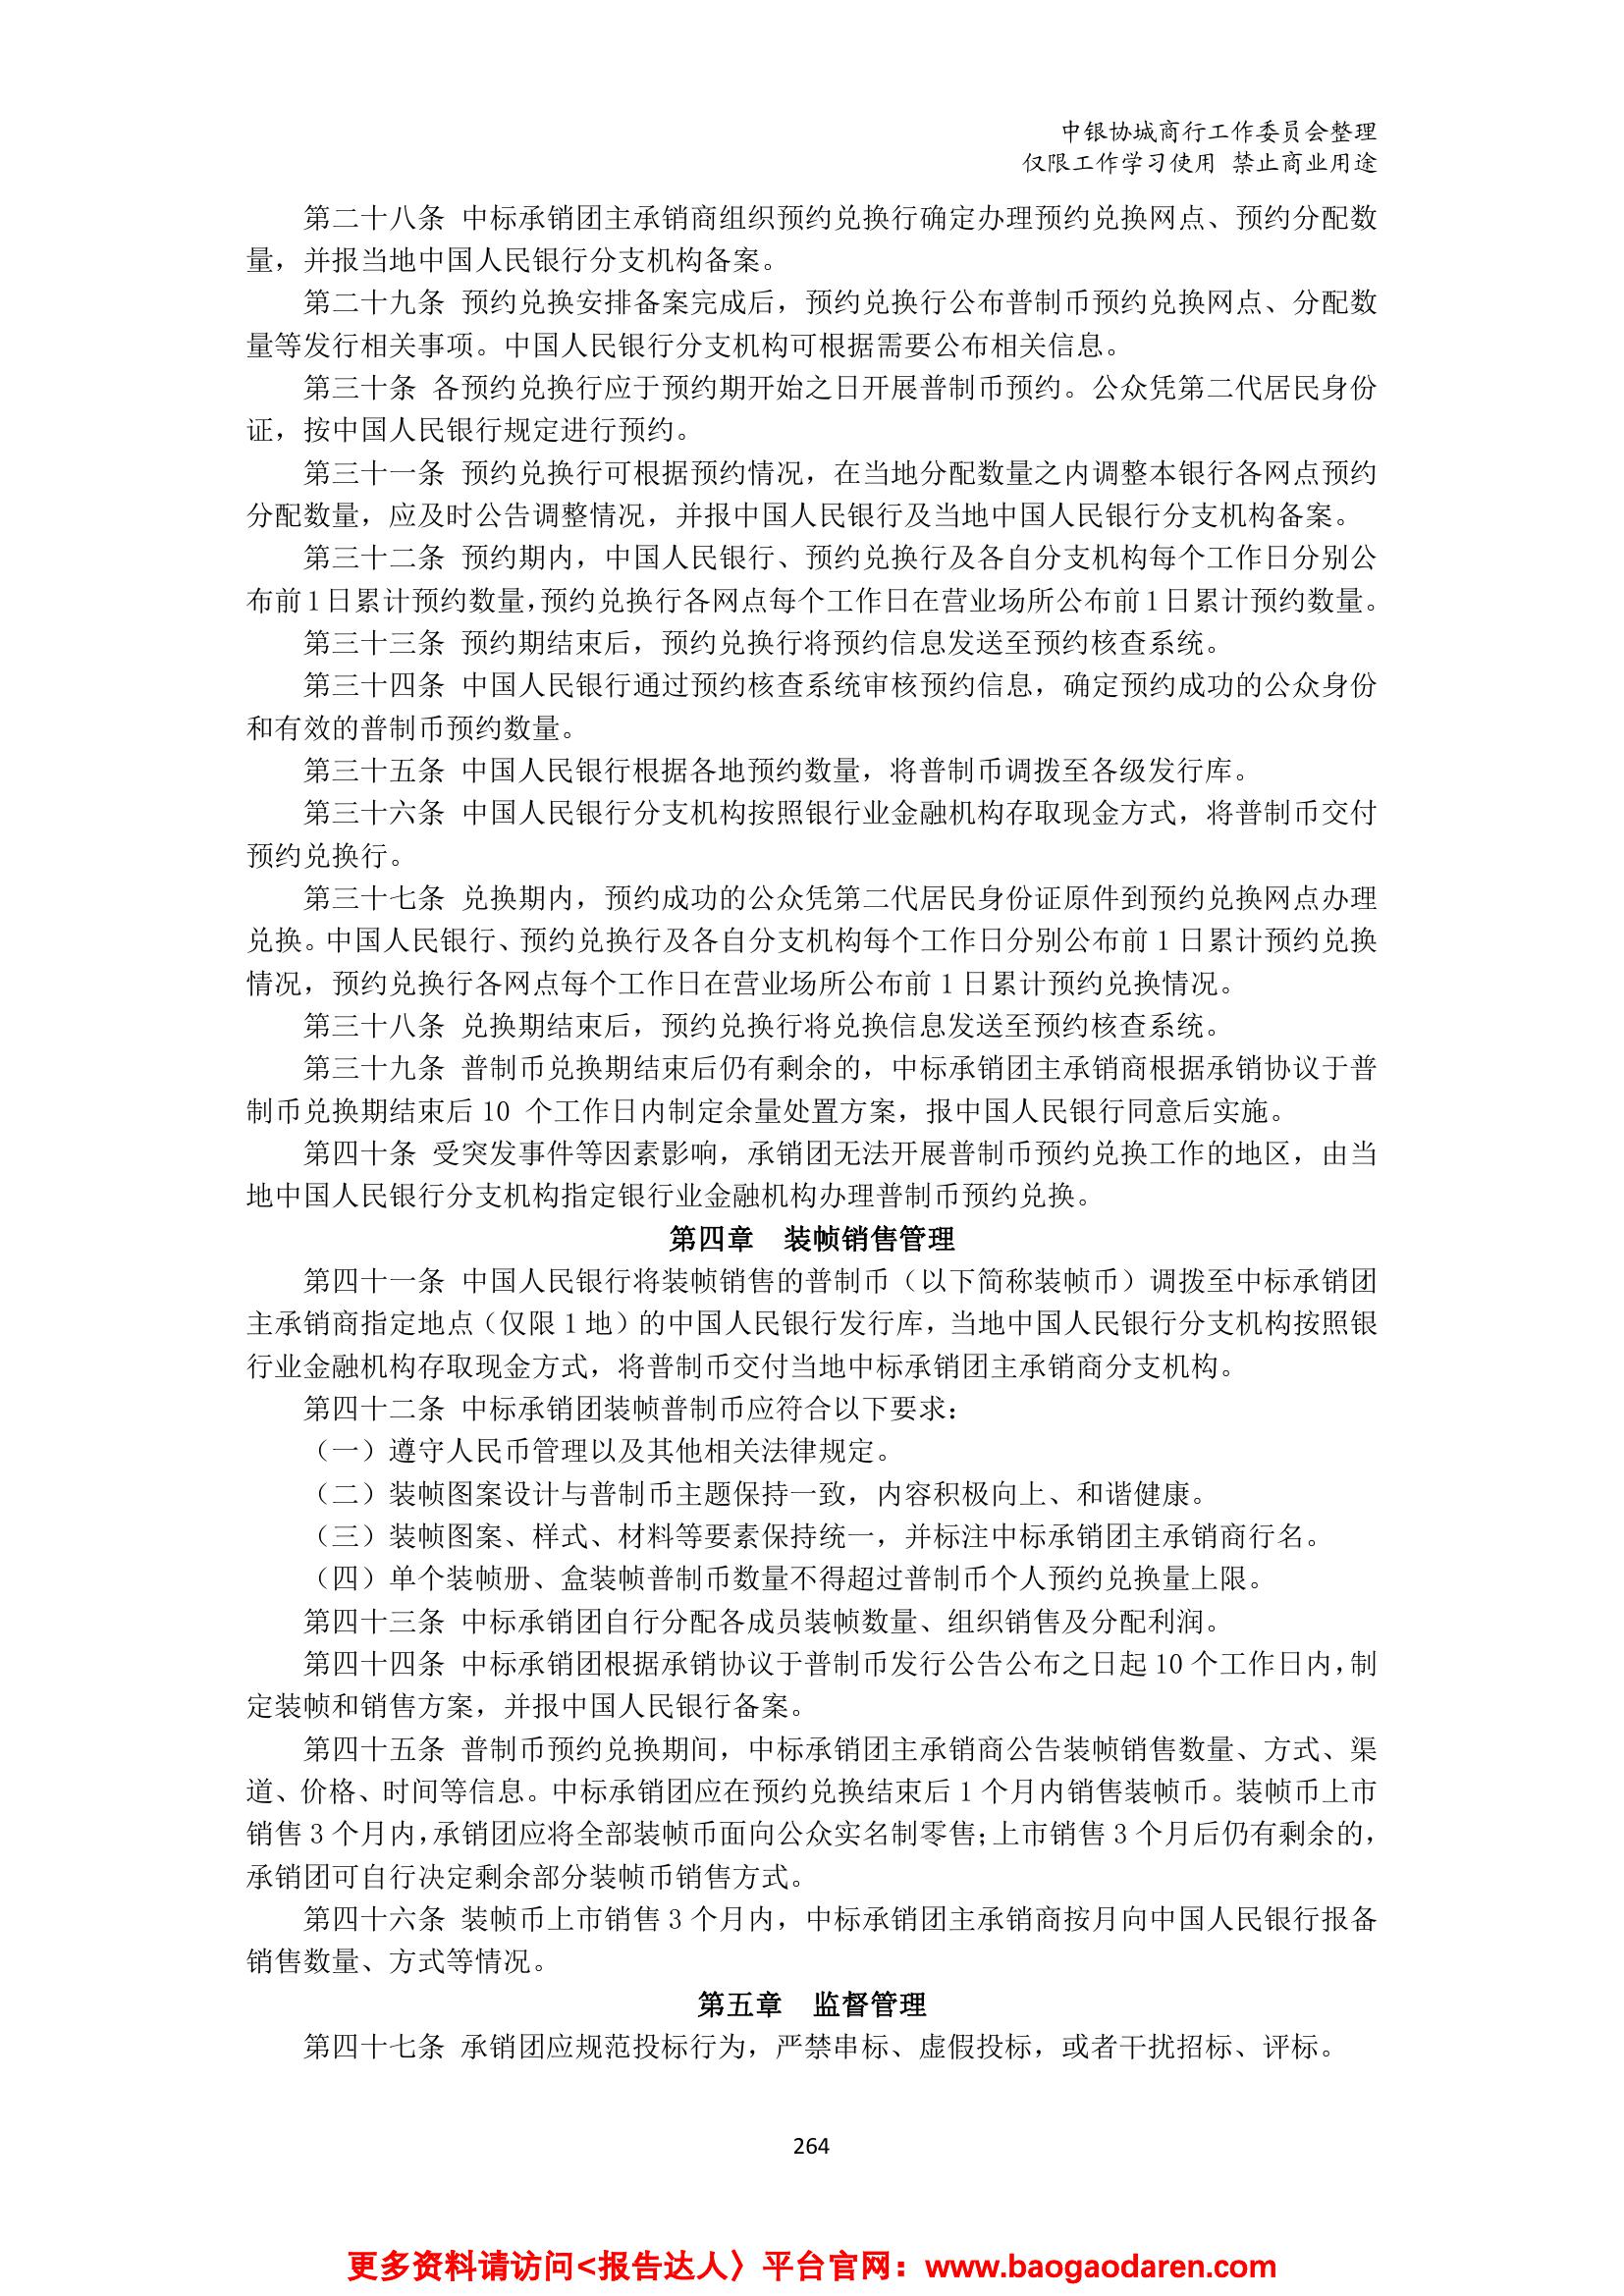 中银协城商行工作委员会整理
仅限工作学习使用 禁止商业用途
第二十八条 中标承销团主承销商组织预约兑换行确定办理预约兑换网点、预约分配数
量，并报当地中国人民银行分支机构备案。
第二十九条 预约兑换安排备案完成后，预约兑换行公布普制币预约兑换网点、分配数
量等发行相关事项。中国人民银行分支机构可根据需要公布相关信息。
第三十条 各预约兑换行应于预约期开始之日开展普制币预约。公众凭第二代居民身份
证，按中国人民银行规定进行预约。
第三十一条 预约兑换行可根据预约情况，在当地分配数量之内调整本银行各网点预约
分配数量，应及时公告调整情况，并报中国人民银行及当地中国人民银行分支机构备案。
第三十二条 预约期内，中国人民银行、预约兑换行及各自分支机构每个工作日分别公
布前1日累计预约数量，预约兑换行各网点每个工作日在营业场所公布前1日累计预约数量。
第三十三条 预约期结束后，预约兑换行将预约信息发送至预约核查系统。
第三十四条 中国人民银行通过预约核查系统审核预约信息，确定预约成功的公众身份
和有效的普制币预约数量。
第三十五条 中国人民银行根据各地预约数量，将普制币调拨至各级发行库。
第三十六条 中国人民银行分支机构按照银行业金融机构存取现金方式，将普制币交付
预约兑换行。
第三十七条 兑换期内，预约成功的公众凭第二代居民身份证原件到预约兑换网点办理
兑换。中国人民银行、预约兑换行及各自分支机构每个工作日分别公布前 1 日累计预约兑换
情况，预约兑换行各网点每个工作日在营业场所公布前 1 日累计预约兑换情况。
第三十八条 兑换期结束后，预约兑换行将兑换信息发送至预约核查系统。
第三十九条 普制币兑换期结束后仍有剩余的，中标承销团主承销商根据承销协议于普
制币兑换期结束后 10 个工作日内制定余量处置方案，报中国人民银行同意后实施。
第四十条 受突发事件等因素影响，承销团无法开展普制币预约兑换工作的地区，由当
地中国人民银行分支机构指定银行业金融机构办理普制币预约兑换。
第四章 装帧销售管理
第四十一条 中国人民银行将装帧销售的普制币（以下简称装帧币）调拨至中标承销团
主承销商指定地点（仅限 1 地）的中国人民银行发行库，当地中国人民银行分支机构按照银
行业金融机构存取现金方式，将普制币交付当地中标承销团主承销商分支机构。
第四十二条 中标承销团装帧普制币应符合以下要求：
（一）遵守人民币管理以及其他相关法律规定。
（二）装帧图案设计与普制币主题保持一致，内容积极向上、和谐健康。
（三）装帧图案、样式、材料等要素保持统一，并标注中标承销团主承销商行名。
（四）单个装帧册、盒装帧普制币数量不得超过普制币个人预约兑换量上限。
第四十三条 中标承销团自行分配各成员装帧数量、组织销售及分配利润。
第四十四条 中标承销团根据承销协议于普制币发行公告公布之日起 10 个工作日内，制
定装帧和销售方案，并报中国人民银行备案。
第四十五条 普制币预约兑换期间，中标承销团主承销商公告装帧销售数量、方式、渠
道、价格、时间等信息。中标承销团应在预约兑换结束后 1 个月内销售装帧币。装帧币上市
销售 3 个月内，承销团应将全部装帧币面向公众实名制零售；上市销售 3 个月后仍有剩余的，
承销团可自行决定剩余部分装帧币销售方式。
第四十六条 装帧币上市销售 3 个月内，中标承销团主承销商按月向中国人民银行报备
销售数量、方式等情况。
第五章 监督管理
第四十七条 承销团应规范投标行为，严禁串标、虚假投标，或者干扰招标、评标。
264
更多资料请访问<报告达人〉平台官网：www.baogaodaren.com